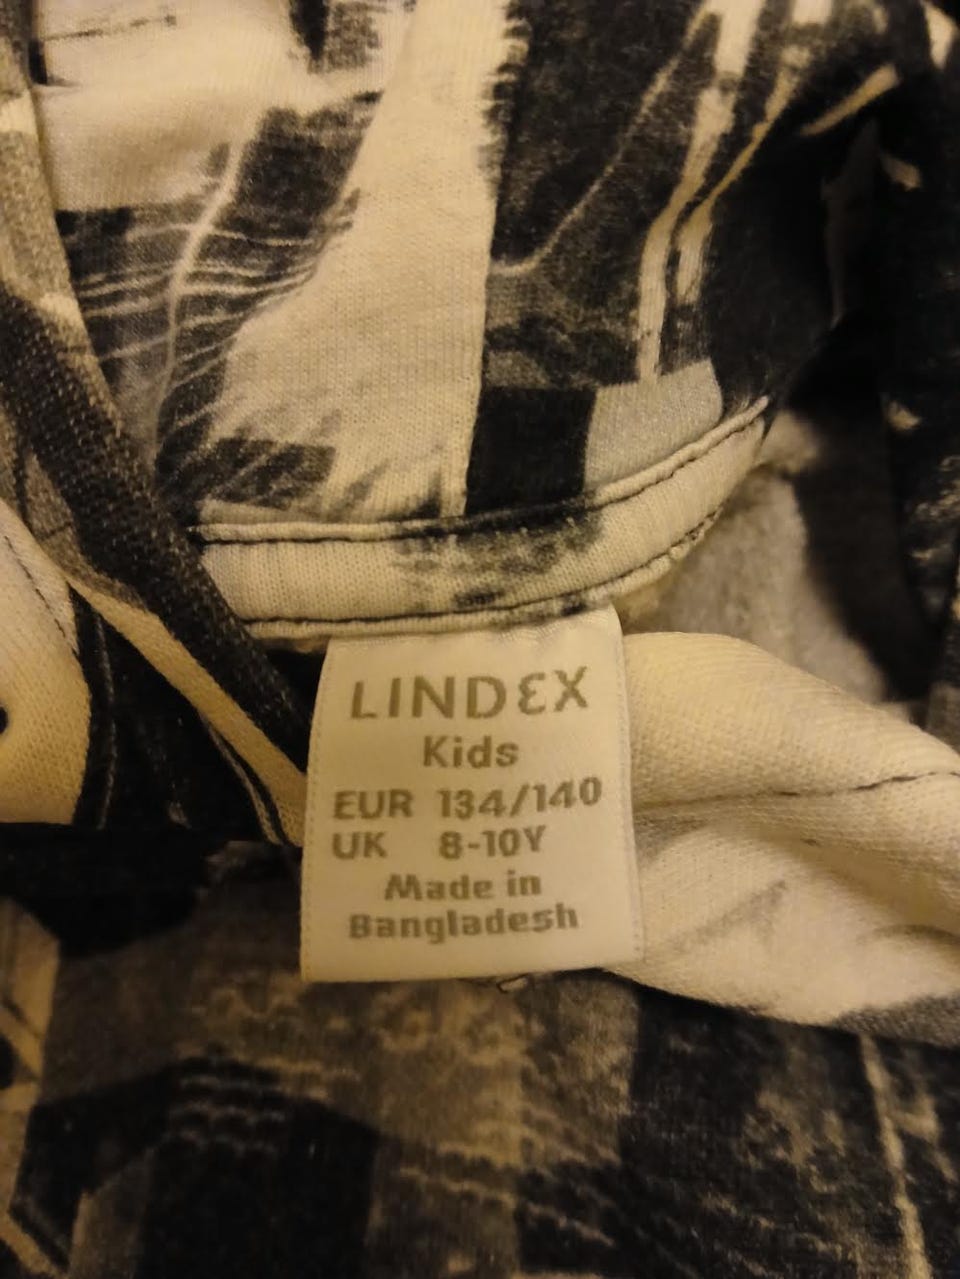 LINDEX
Kids
EUR 134/140
UK 8-10Y
Made in
Bangladesh